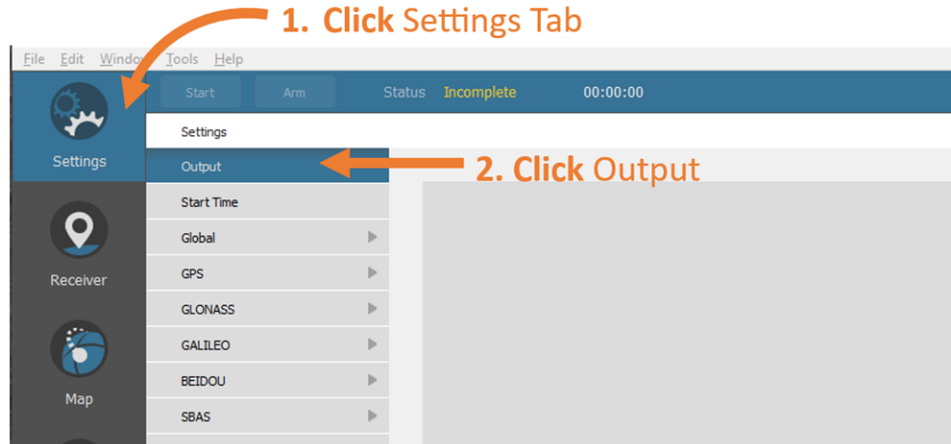 1. Click Settings Tab
File Edit Window Tools Help
Start Arm Status Incomplete 00:00:00
Settings
Settings
Output
2. Click Output
Start Time
Global
Receiver
GPS
GLONASS
GALILEO
Map
BEIDOU
SBAS